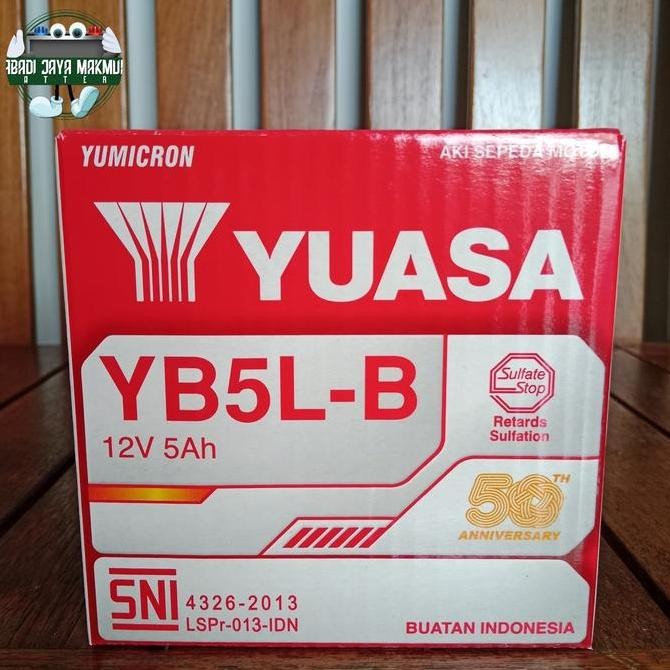 ABADI JAYA MAKMUR
YUMICRON
AKI SEPEDA MOTOR
YUASA
YB5L-B
12V 5Ah
Sulfate
Stop
Retards
Sulfation
50TH
ANNIVERSARY
SNI
4326-2013
LSPr-013-IDN
BUATAN INDONESIA